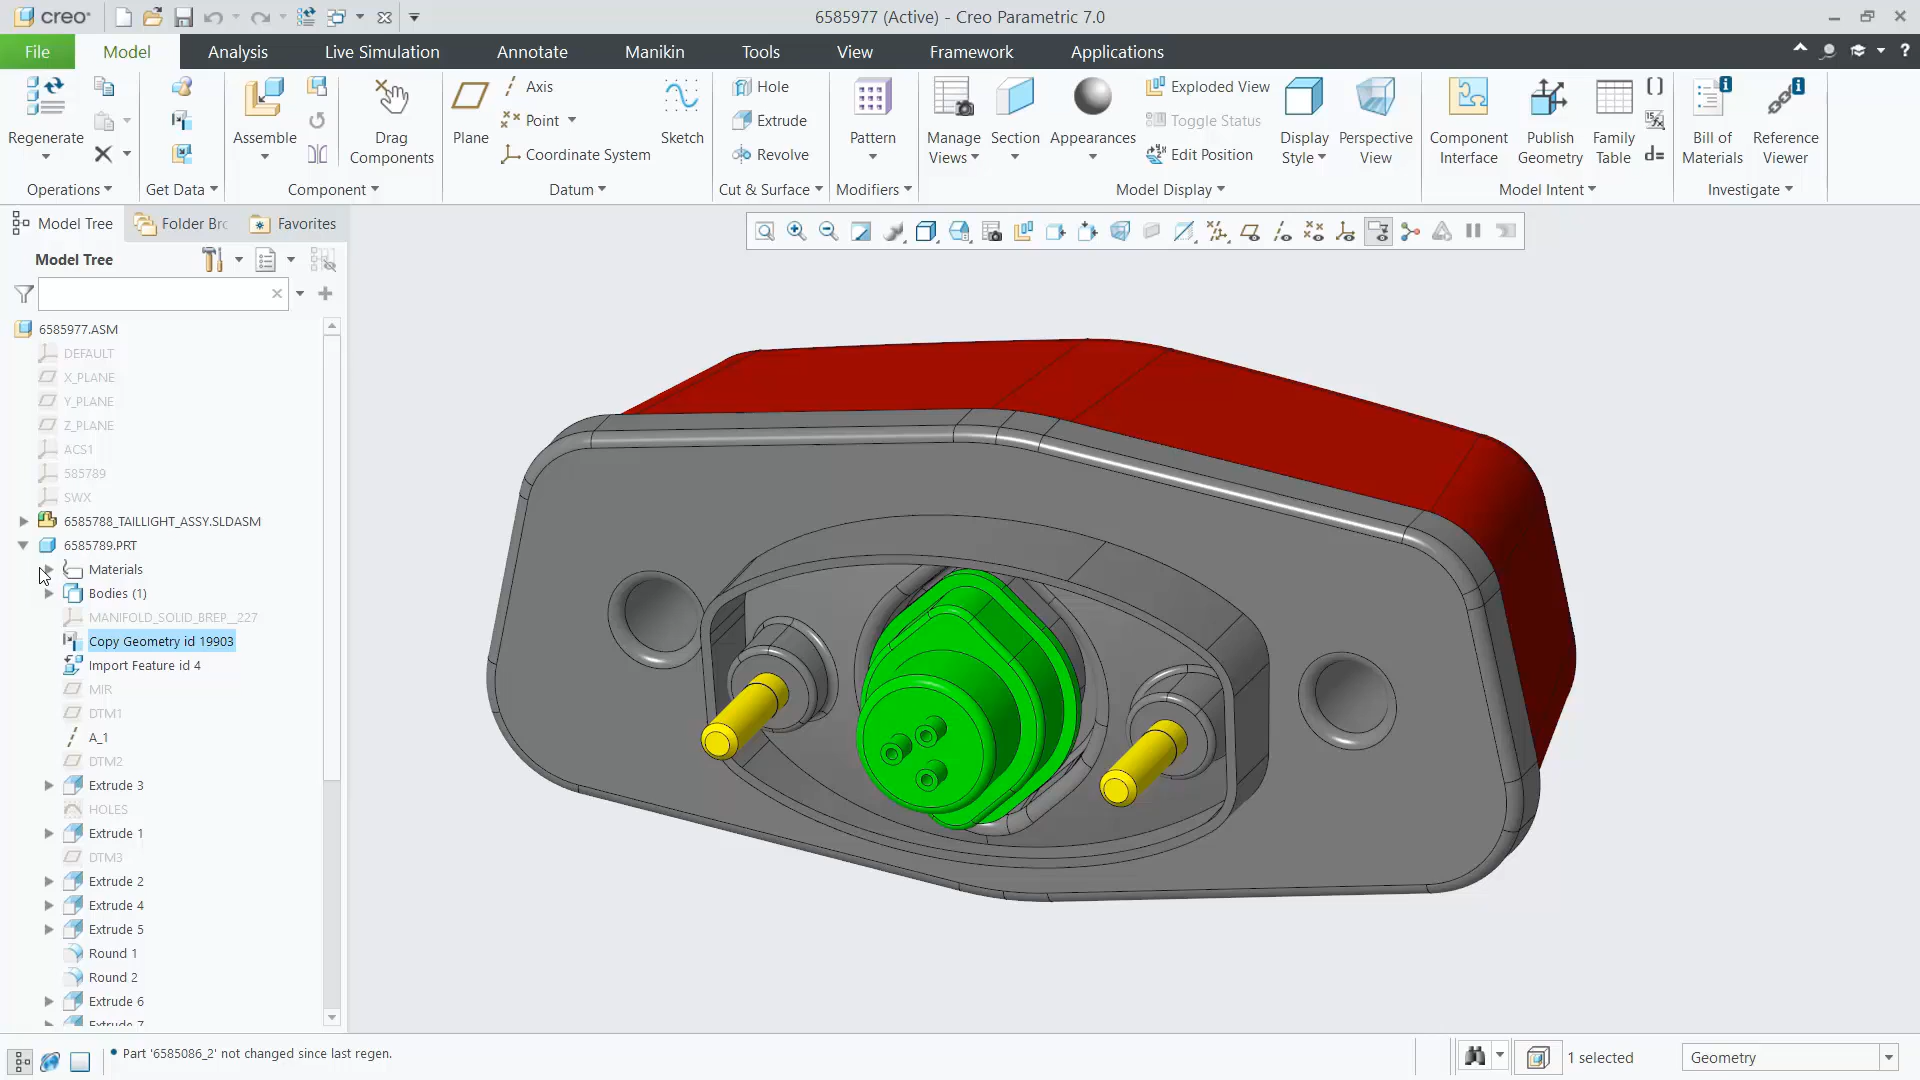 creo
6585977 (Active) - Creo Parametric 7.0
File Model Analysis Live Simulation Annotate Manikin Tools View Framework Applications
Regenerate
Operations
Get Data
Assemble
Drag Components
Component
Plane
Axis
Point
Coordinate System
Sketch
Datum
Hole
Extrude
Revolve
Cut & Surface
Pattern
Modifiers
Manage Views
Section
Appearances
Exploded View
Toggle Status
Edit Position
Display Style
Perspective View
Model Display
Component Interface
Publish Geometry
Family Table
d=
Model Intent
Bill of Materials
Reference Viewer
Investigate
Model Tree Folder Brc Favorites
Model Tree
6585977.ASM
DEFAULT
X_PLANE
Y_PLANE
Z_PLANE
ACS1
585789
SWX
6585788_TAILLIGHT_ASSY.SLDASM
6585789.PRT
Materials
Bodies (1)
MANIFOLD_SOLID_BREP__227
Copy Geometry id 19903
Import Feature id 4
MIR
DTM1
A_1
DTM2
Extrude 3
HOLES
Extrude 1
DTM3
Extrude 2
Extrude 4
Extrude 5
Round 1
Round 2
Extrude 6
Extrude 7
Part '6585086_2' not changed since last regen.
1 selected
Geometry